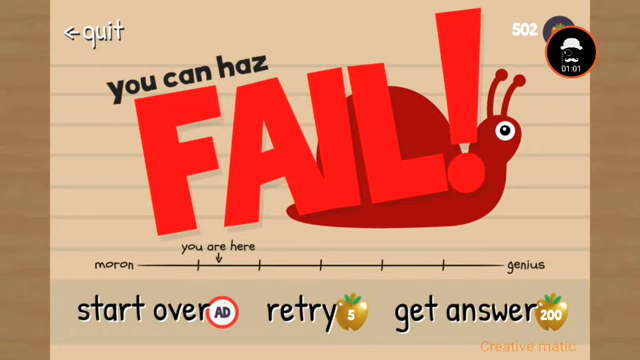 ←quit
502
01:01
you can haz
FAIL!
you are here
moron
genius
start over AD
retry 5
get answer 200
Creative matic